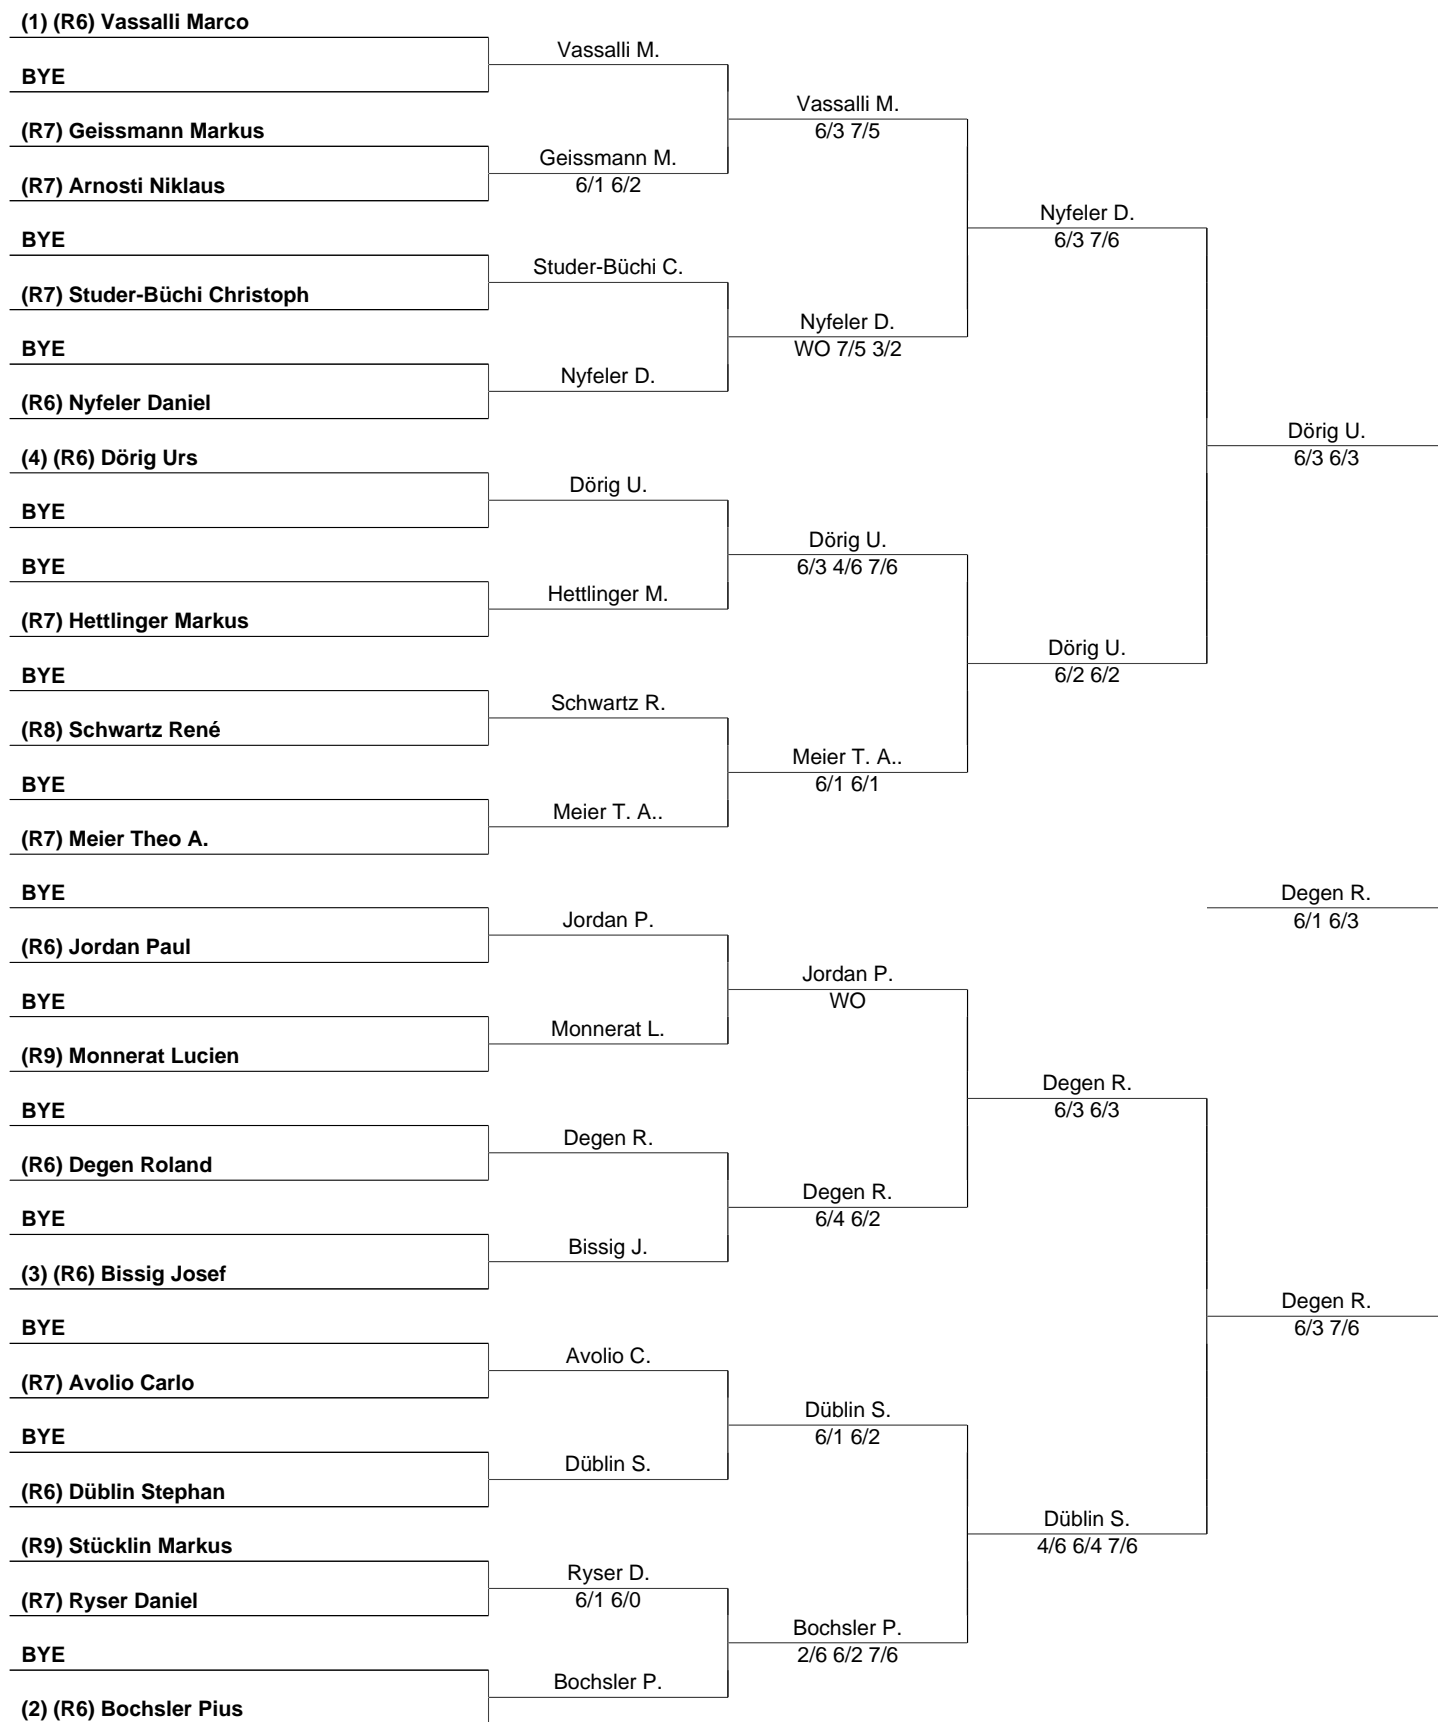 (1) (R6) Vassalli Marco
BYE
(R7) Geissmann Markus
(R7) Arnosti Niklaus
BYE
(R7) Studer-Büchi Christoph
BYE
(R6) Nyfeler Daniel
(4) (R6) Dörig Urs
BYE
BYE
(R7) Hettlinger Markus
BYE
(R8) Schwartz René
BYE
(R7) Meier Theo A.
BYE
(R6) Jordan Paul
BYE
(R9) Monnerat Lucien
BYE
(R6) Degen Roland
BYE
(3) (R6) Bissig Josef
BYE
(R7) Avolio Carlo
BYE
(R6) Düblin Stephan
(R9) Stücklin Markus
(R7) Ryser Daniel
BYE
(2) (R6) Bochsler Pius
Vassalli M.
Geissmann M.
6/1 6/2
Studer-Büchi C.
Nyfeler D.
Dörig U.
Hettlinger M.
Schwartz R.
Meier T. A..
Jordan P.
Monnerat L.
Degen R.
Bissig J.
Avolio C.
Düblin S.
Ryser D.
6/1 6/0
Bochsler P.
Vassalli M.
6/3 7/5
Nyfeler D.
WO 7/5 3/2
Dörig U.
6/3 4/6 7/6
Meier T. A..
6/1 6/1
Jordan P.
WO
Degen R.
6/4 6/2
Düblin S.
6/1 6/2
Bochsler P.
2/6 6/2 7/6
Nyfeler D.
6/3 7/6
Dörig U.
6/2 6/2
Degen R.
6/3 6/3
Düblin S.
4/6 6/4 7/6
Dörig U.
6/3 6/3
Degen R.
6/1 6/3
Degen R.
6/3 7/6